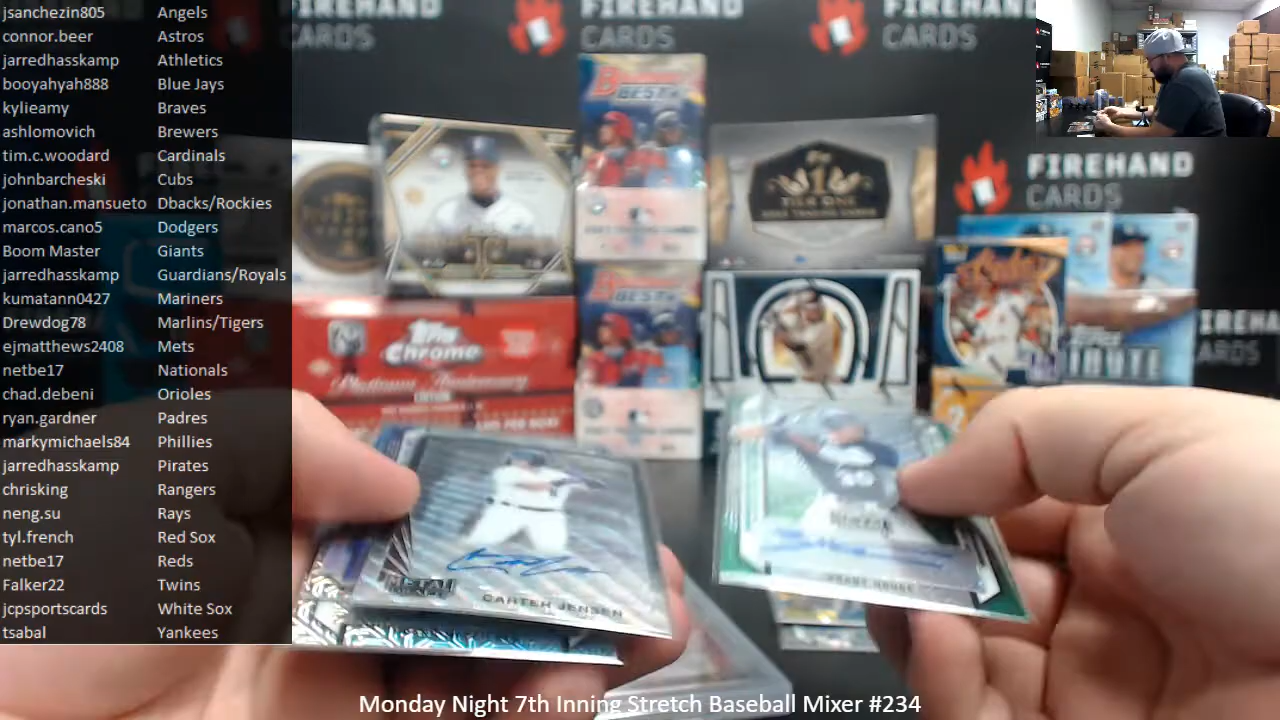 jsanchezin805 Angels
connor.beer Astros
jarredhasskamp Athletics
booyahyah888 Blue Jays
kylieamy Braves
ashlomovich Brewers
tim.c.woodard Cardinals
johnbarcheski Cubs
jonathan.mansueto Dbacks/Rockies
marcos.cano5 Dodgers
Boom Master Giants
jarredhasskamp Guardians/Royals
kumatann0427 Mariners
Drewdog78 Marlins/Tigers
ejmatthews2408 Mets
netbe17 Nationals
chad.debeni Orioles
ryan.gardner Padres
markymichaels84 Phillies
jarredhasskamp Pirates
chrisking Rangers
neng.su Rays
tyl.french Red Sox
netbe17 Reds
Falker22 Twins
jcpsportscards White Sox
tsabal Yankees
FIREHAND
CARDS
FIREHAND
CARDS
Bowman's
BEST
TIER ONE
FIREHAND
CARDS
Bowman's
BEST
Topps
Chrome
Platinum Anniversary
EDITION
Topps
TRIBUTE
CARTER JENSEN
Monday Night 7th Inning Stretch Baseball Mixer #234